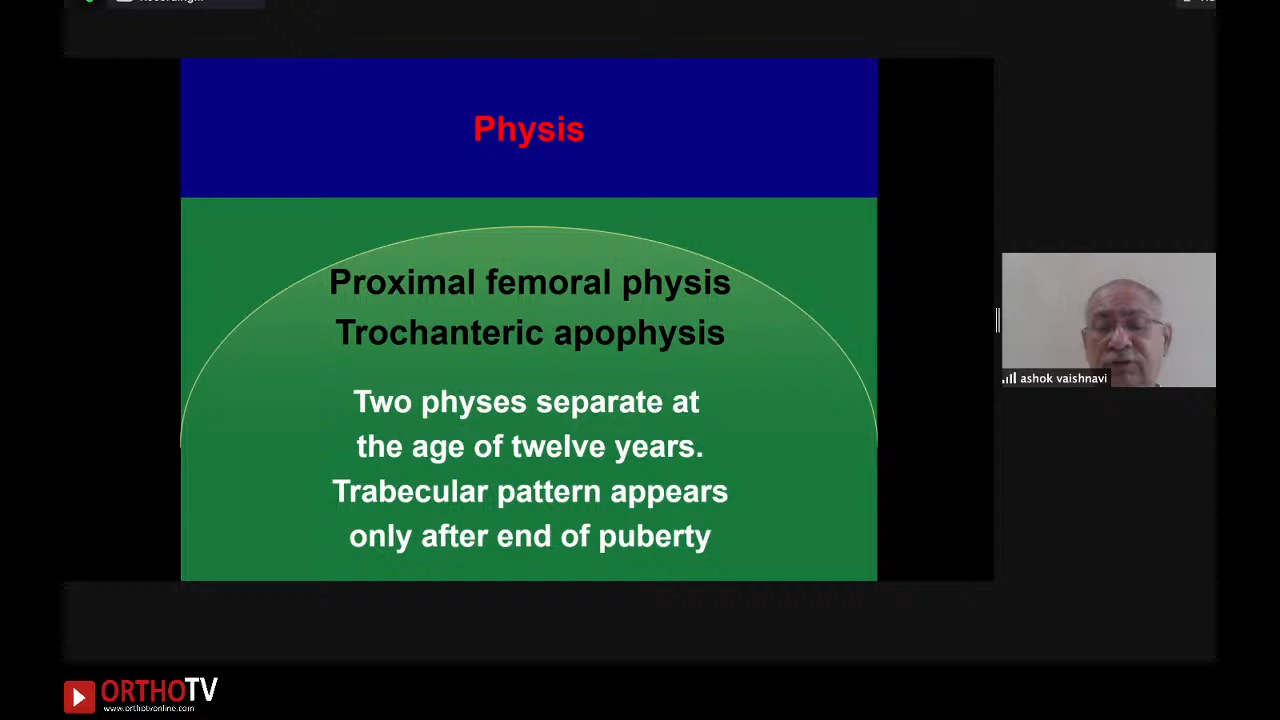 Physis
Proximal femoral physis
Trochanteric apophysis
Two physes separate at
the age of twelve years.
Trabecular pattern appears
only after end of puberty
ashok vaishnavi
ORTHOTV
www.orthotvonline.com